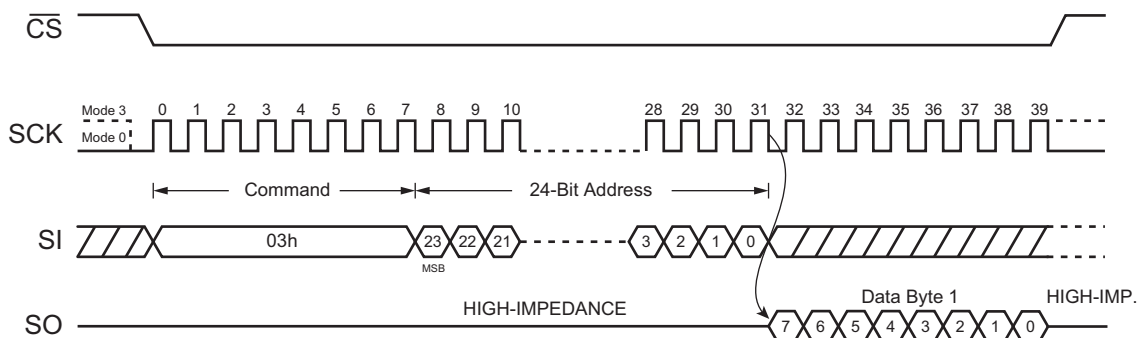 CS
Mode 3
0 1 2 3 4 5 6 7 8 9 10 28 29 30 31 32 33 34 35 36 37 38 39
SCK
Mode 0
Command 24-Bit Address
SI 03h 23 22 21 3 2 1 0
MSB
HIGH-IMPEDANCE Data Byte 1 HIGH-IMP.
SO 7 6 5 4 3 2 1 0